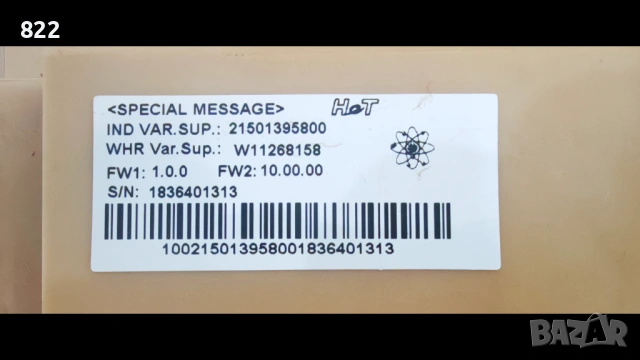 822
<SPECIAL MESSAGE> HOT
IND VAR.SUP.: 21501395800
WHR Var.Sup.: W11268158
FW1: 1.0.0 FW2: 10.00.00
S/N: 1836401313
100215013958001836401313
BAZAR